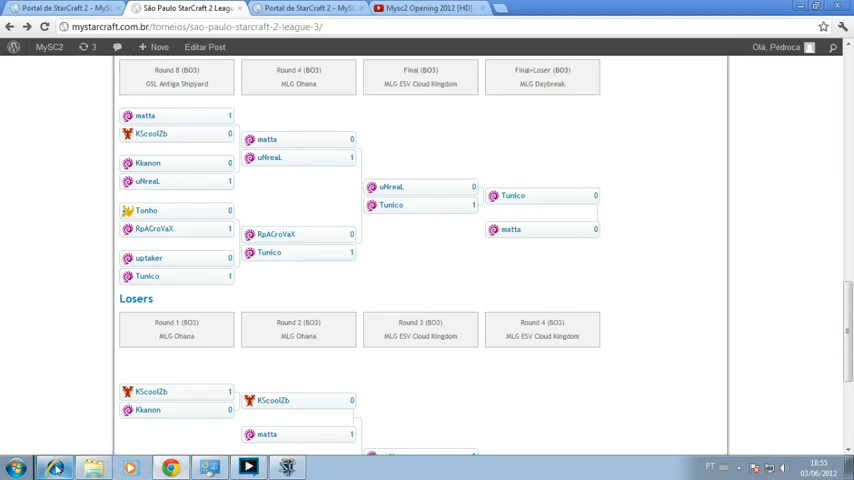 Portal de StarCraft 2 - MySC
São Paulo StarCraft 2 Leagu
Portal de StarCraft 2 - MySC
Mysc2 Opening 2012 [HD]
mystarcraft.com.br/torneios/sao-paulo-starcraft-2-league-3/
MySC2
3
Novo
Editar Post
Olá, Pedroca
Round 8 (BO3)
GSL Antiga Shipyard
Round 4 (BO3)
MLG Ohana
Final (BO3)
MLG ESV Cloud Kingdom
Final+Loser (BO3)
MLG Daybreak
matta 1
KScoolZb 0
Kkanon 0
uNreaL 1
Tonho 0
RpACroVaX 1
uptaker 0
Tunico 1
matta 0
uNreaL 1
RpACroVaX 0
Tunico 1
uNreaL 0
Tunico 1
Tunico 0
matta 0
Losers
Round 1 (BO3)
MLG Ohana
Round 2 (BO3)
MLG Ohana
Round 3 (BO3)
MLG ESV Cloud Kingdom
Round 4 (BO3)
MLG ESV Cloud Kingdom
KScoolZb 1
Kkanon 0
KScoolZb 0
matta 1
PT
18:55
03/06/2012